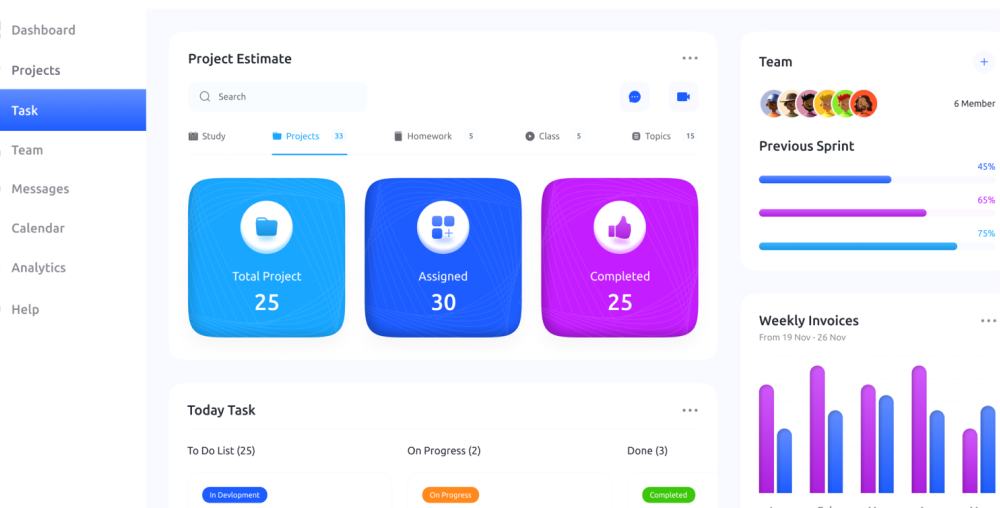 Dashboard
Projects
Task
Team
Messages
Calendar
Analytics
Help
Project Estimate
Search
Study
Projects 33
Homework 5
Class 5
Topics 15
Total Project
25
Assigned
30
Completed
25
Today Task
To Do List (25)
On Progress (2)
Done (3)
In Devlopment
On Progress
Completed
Team
+
6 Member
Previous Sprint
45%
65%
75%
Weekly Invoices
From 19 Nov - 26 Nov